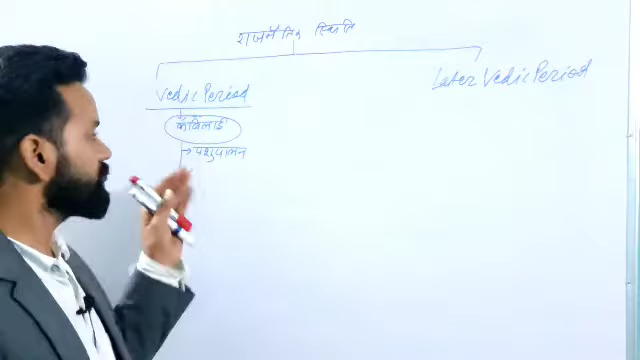 राजनैतिक स्थिति
Vedic Period
Later Vedic Period
कबिलाई
→ पशुपालन